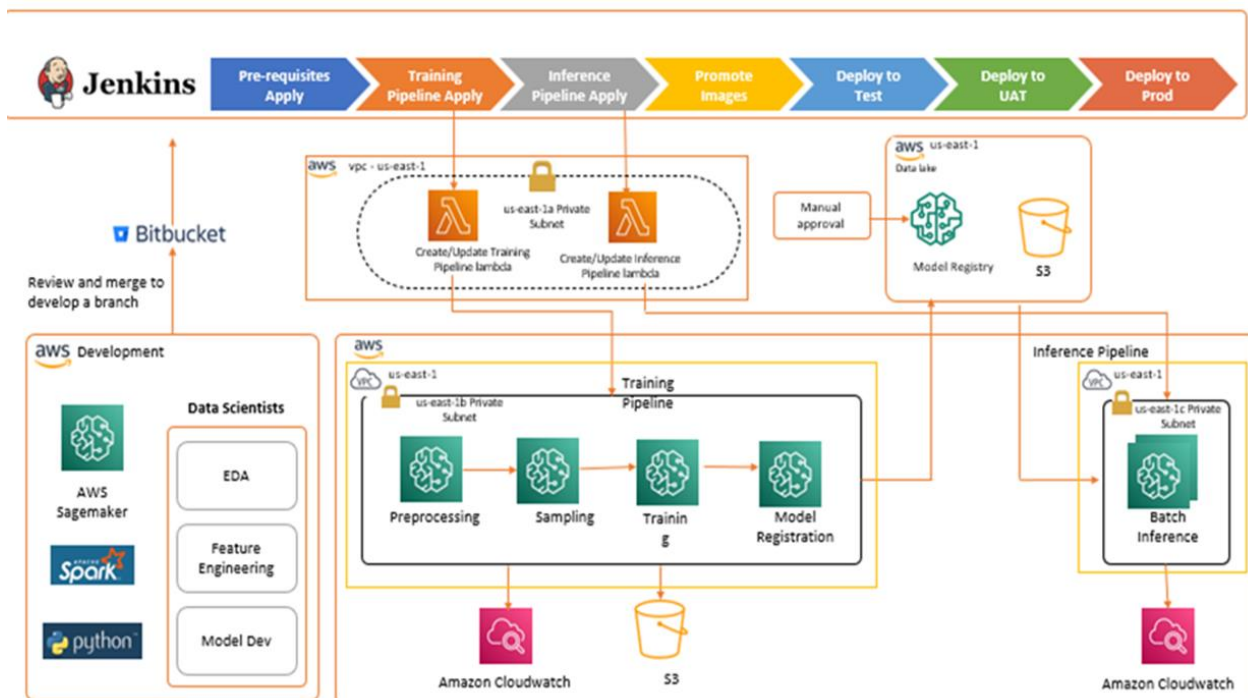 Jenkins
Pre-requisites
Apply
Training
Pipeline Apply
Inference
Pipeline Apply
Promote
Images
Deploy to
Test
Deploy to
UAT
Deploy to
Prod
aws vpc - us-east-1
us-east-1a Private
Subnet
Create/Update Training
Pipeline lambda
Create/Update Inference
Pipeline lambda
aws us-east-1
Data lake
Manual
approval
Model Registry
S3
Bitbucket
Review and merge to
develop a branch
aws Development
Data Scientists
AWS
Sagemaker
APACHE
Spark
python
EDA
Feature
Engineering
Model Dev
aws
VPC us-east-1
Training
Pipeline
us-east-1b Private
Subnet
Preprocessing
Sampling
Trainin
g
Model
Registration
Amazon Cloudwatch
S3
Inference Pipeline
VPC us-east-1
us-east-1c Private
Subnet
Batch
Inference
Amazon Cloudwatch